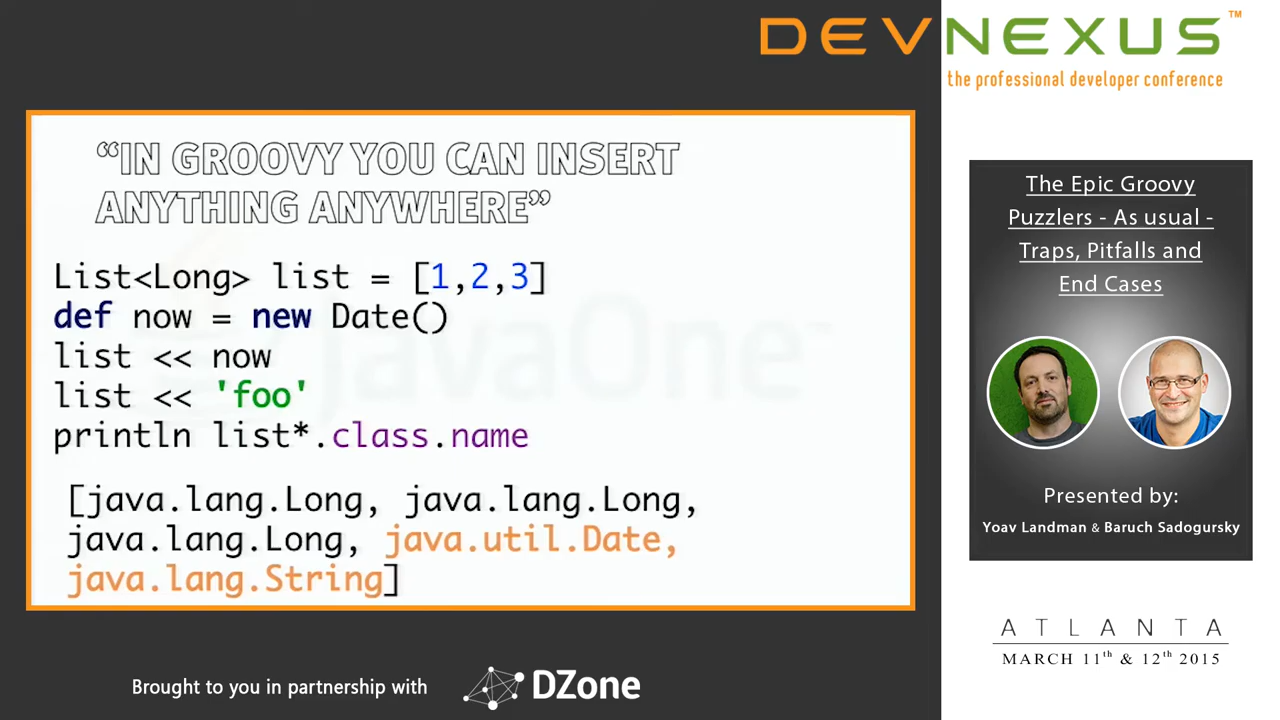 DEVNEXUS™
the professional developer conference
“IN GROOVY YOU CAN INSERT
ANYTHING ANYWHERE”
List<Long> list = [1,2,3]
def now = new Date()
list << now
list << 'foo'
println list*.class.name
[java.lang.Long, java.lang.Long,
java.lang.Long, java.util.Date,
java.lang.String]
JavaOne™
The Epic Groovy
Puzzlers - As usual -
Traps, Pitfalls and
End Cases
Presented by:
Yoav Landman & Baruch Sadogursky
ATLANTA
MARCH 11th & 12th 2015
Brought to you in partnership with
DZone